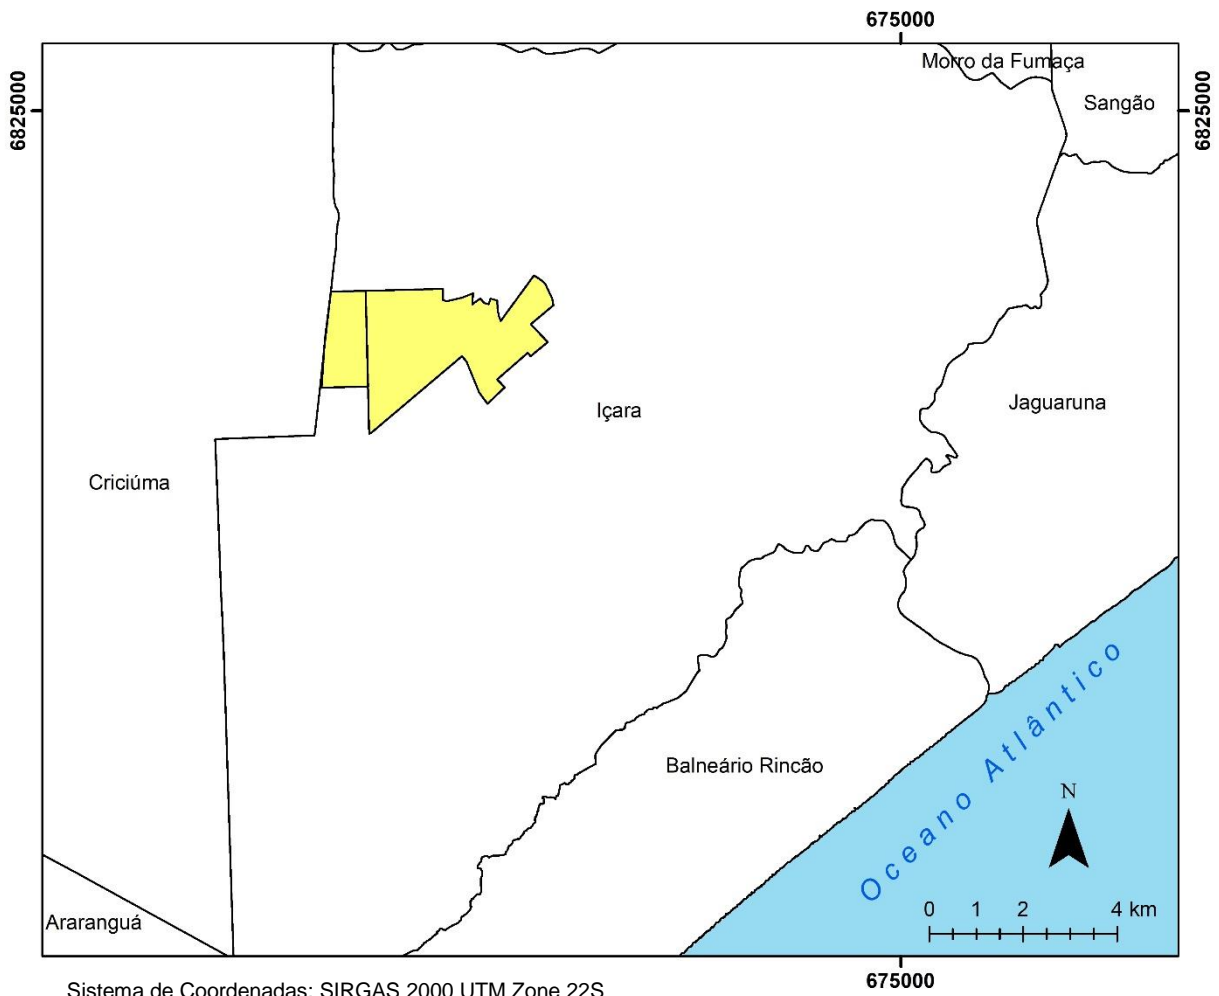 675000
6825000
6825000
Morro da Fumaça
Sangão
Jaguaruna
Içara
Criciúma
Balneário Rincão
Oceano Atlântico
N
0 1 2 4 km
Araranguá
675000
Sistema de Coordenadas: SIRGAS 2000 UTM Zone 22S